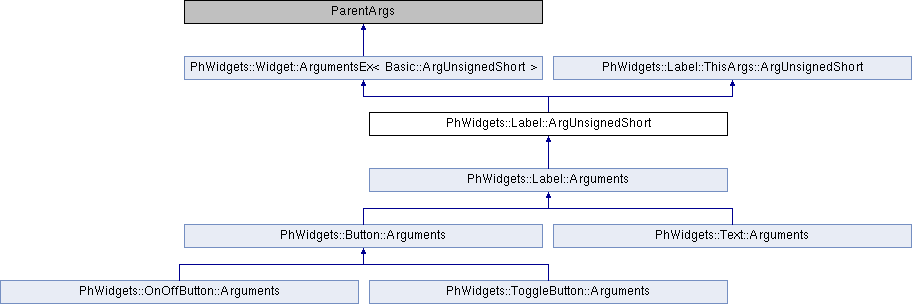 ParentArgs
PhWidgets::Widget::ArgumentsEx< Basic::ArgUnsignedShort >
PhWidgets::Label::ThisArgs::ArgUnsignedShort
PhWidgets::Label::ArgUnsignedShort
PhWidgets::Label::Arguments
PhWidgets::Button::Arguments
PhWidgets::Text::Arguments
PhWidgets::OnOffButton::Arguments
PhWidgets::ToggleButton::Arguments